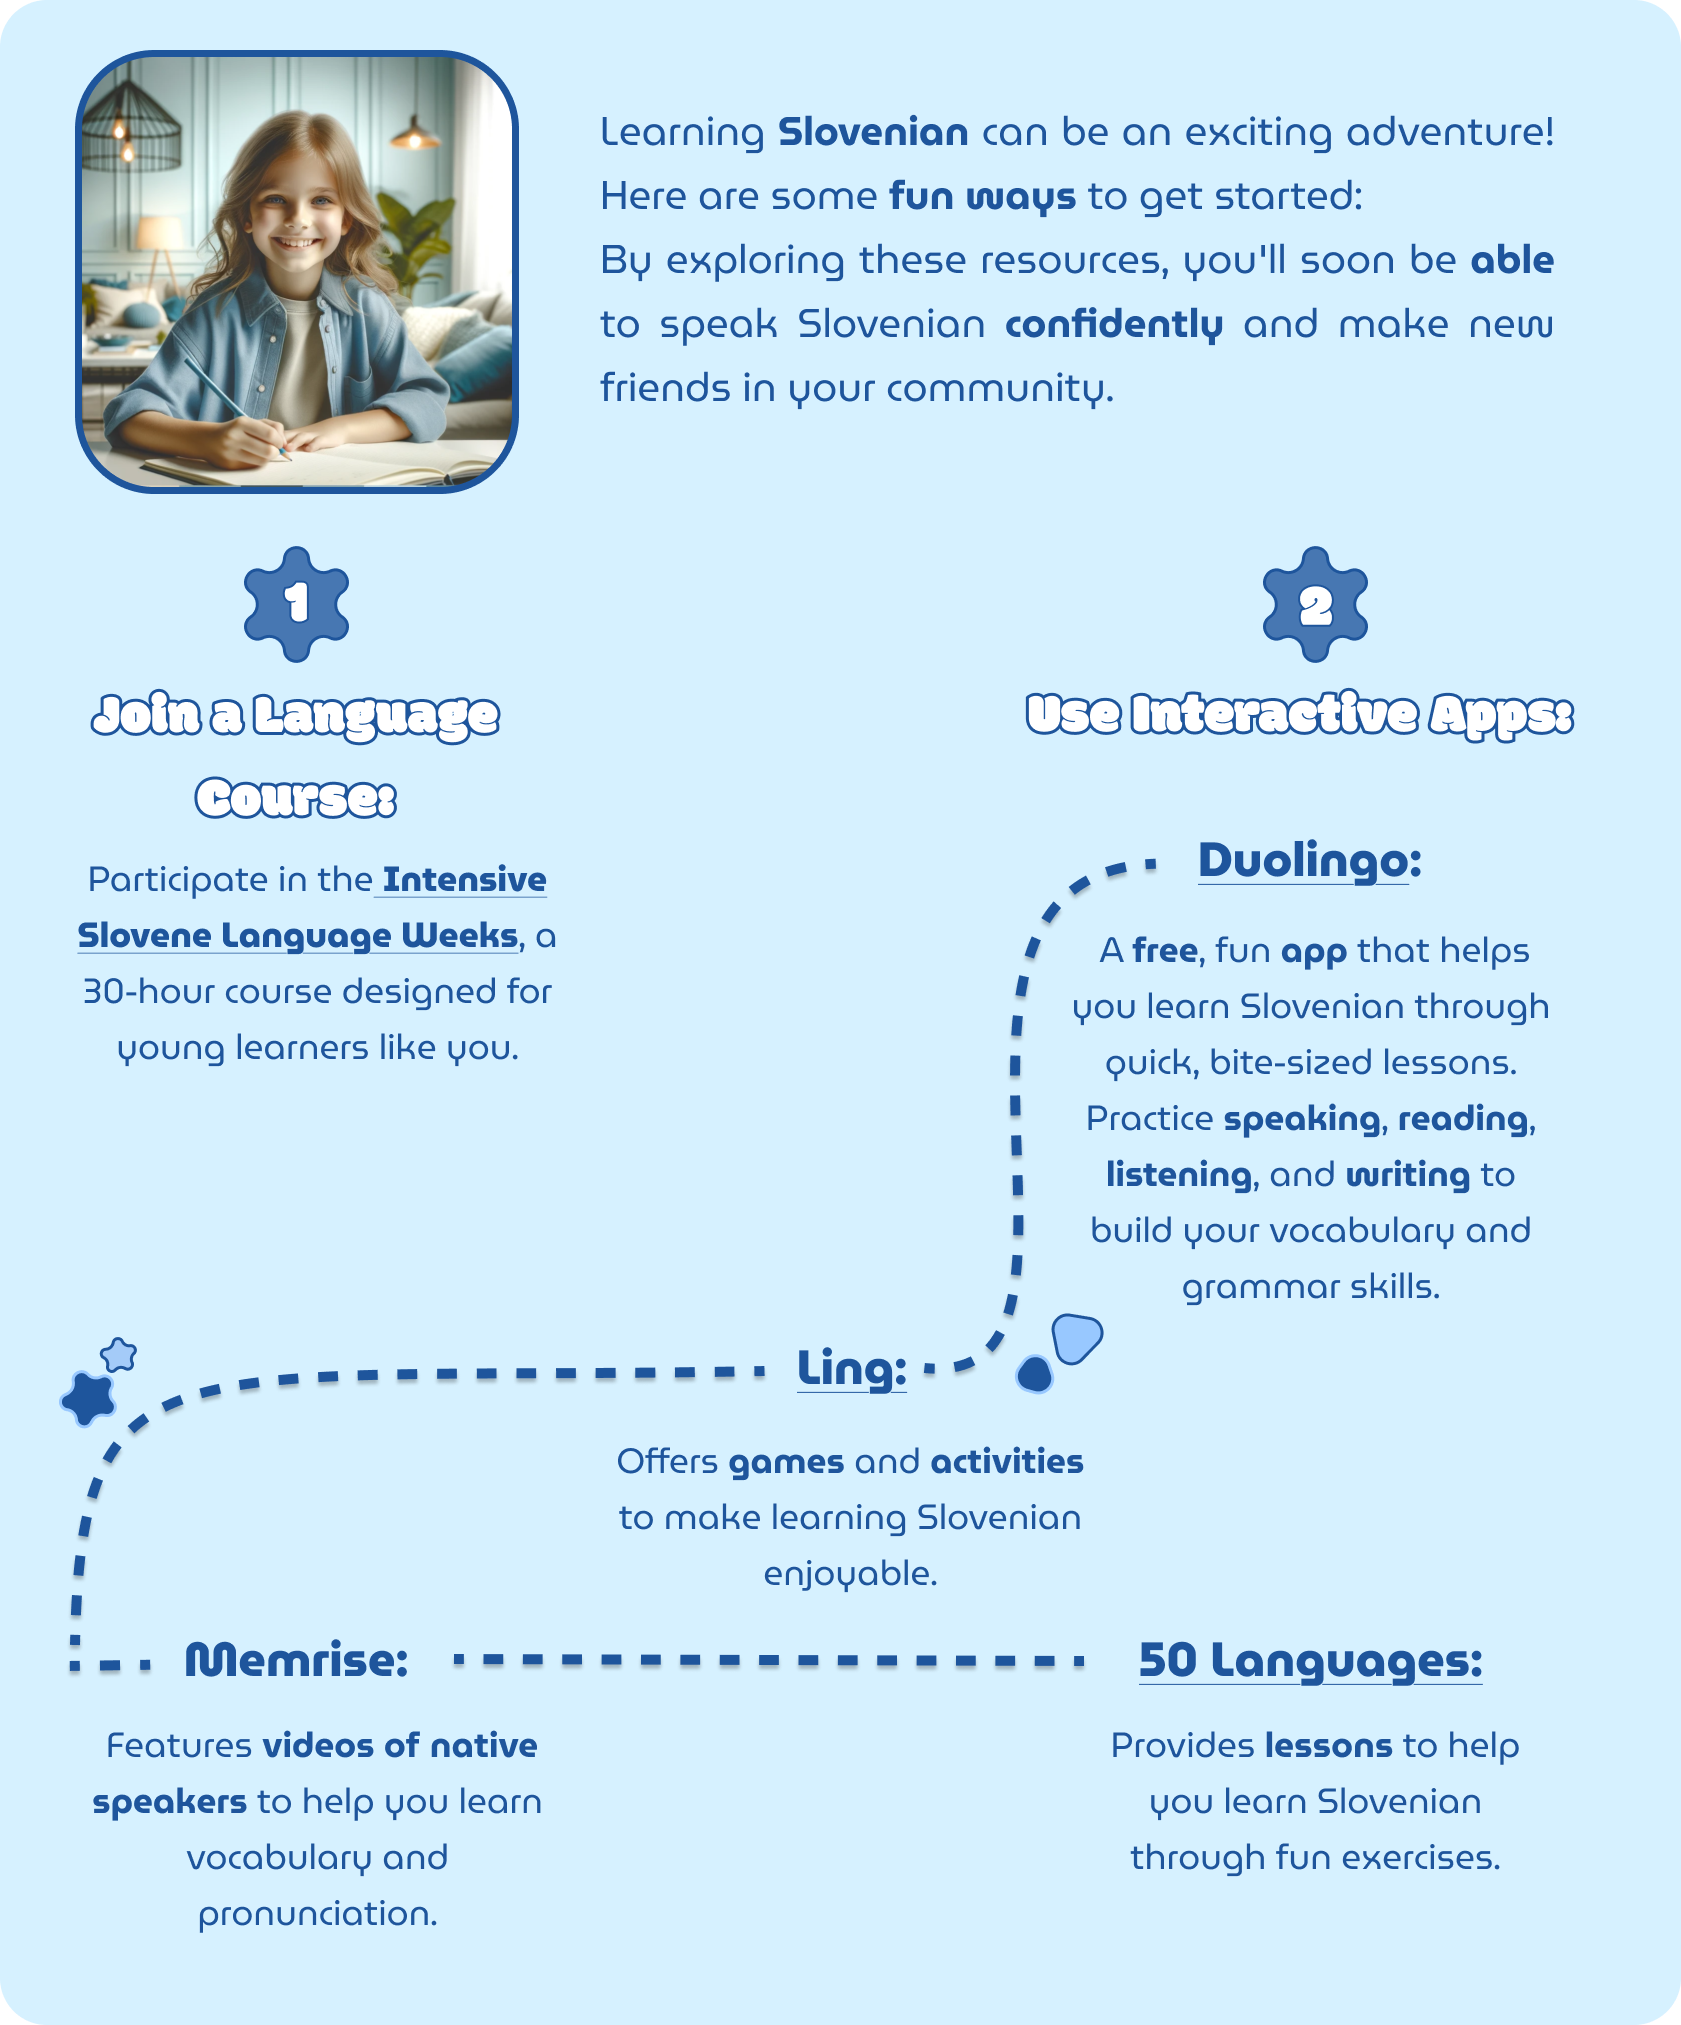 Learning Slovenian can be an exciting adventure!
Here are some fun ways to get started:
By exploring these resources, you'll soon be able
to speak Slovenian confidently and make new
friends in your community.
1
Join a Language
Course:
Participate in the Intensive
Slovene Language Weeks, a
30-hour course designed for
young learners like you.
2
Use Interactive Apps:
Duolingo:
A free, fun app that helps
you learn Slovenian through
quick, bite-sized lessons.
Practice speaking, reading,
listening, and writing to
build your vocabulary and
grammar skills.
Ling:
Offers games and activities
to make learning Slovenian
enjoyable.
Memrise:
Features videos of native
speakers to help you learn
vocabulary and
pronunciation.
50 Languages:
Provides lessons to help
you learn Slovenian
through fun exercises.